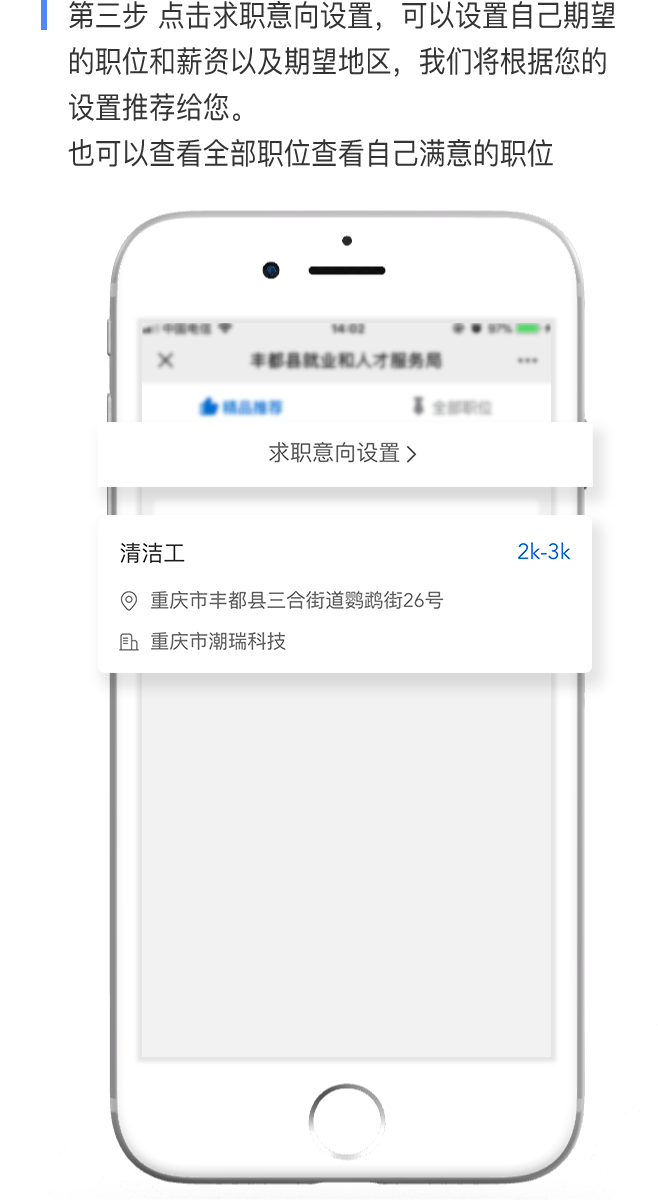 第三步 点击求职意向设置，可以设置自己期望
的职位和薪资以及期望地区，我们将根据您的
设置推荐给您。
也可以查看全部职位查看自己满意的职位
中国电信 14:02 97%
丰都县就业和人才服务局
精品推荐 全部职位
求职意向设置
清洁工 2k-3k
重庆市丰都县三合街道鹦鹉街26号
重庆市潮瑞科技